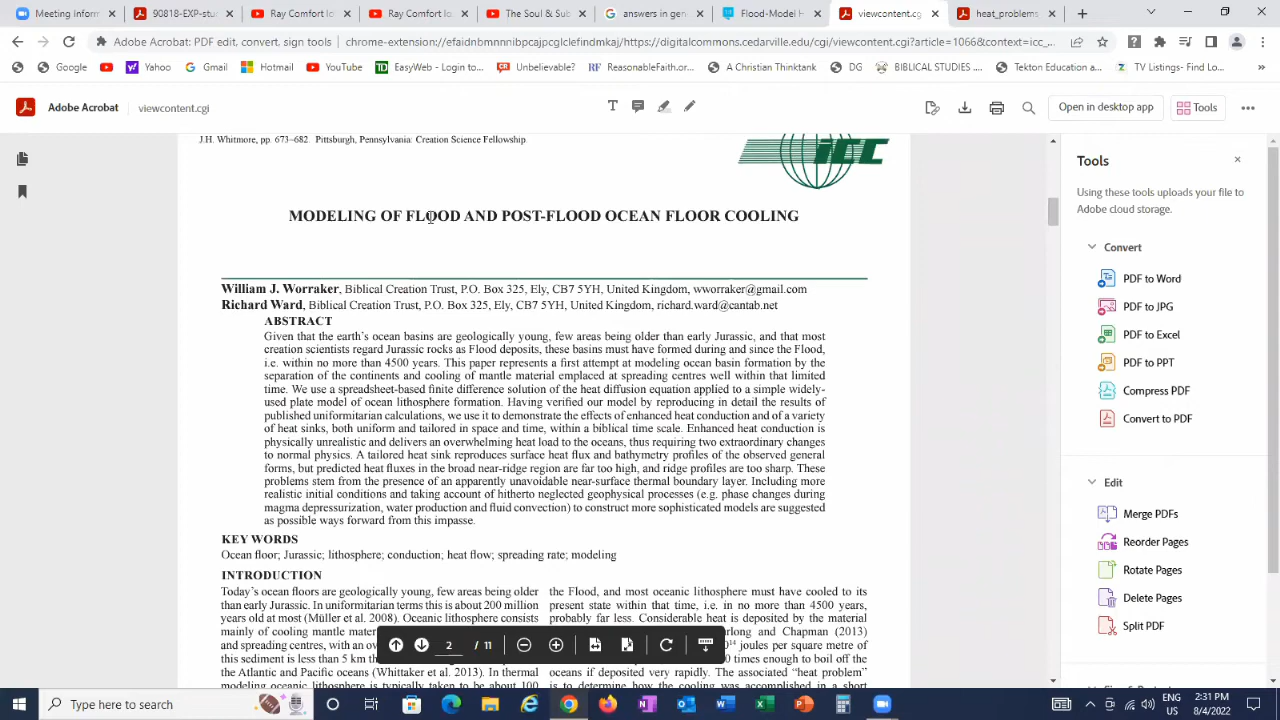 Meeting Inform
90818-EXP-stud
Ray Comfort lo
Ray Comfort lo
The Soul & Sub
answers in gen
Flood-Model
viewcontent.cg
heat_problems
Adobe Acrobat: PDF edit, convert, sign tools | chrome-extension://efaidnbmnnnibpcajpcglclefindmkaj/https://digitalcommons.cedarville.edu/cgi/viewcontent.cgi?article=1066&context=icc_...
Google
Yahoo
Gmail
Hotmail
YouTube
EasyWeb - Login to...
Unbelievable?
ReasonableFaith.or...
A Christian Thinktank
DG
BIBLICAL STUDIES ....
Tekton Education a...
TV Listings- Find Lo...
»
Adobe Acrobat
viewcontent.cgi
Open in desktop app
Tools
J.H. Whitmore, pp. 673–682. Pittsburgh, Pennsylvania: Creation Science Fellowship.
icc
MODELING OF FLOOD AND POST-FLOOD OCEAN FLOOR COOLING
William J. Worraker, Biblical Creation Trust, P.O. Box 325, Ely, CB7 5YH, United Kingdom, wworraker@gmail.com
Richard Ward, Biblical Creation Trust, P.O. Box 325, Ely, CB7 5YH, United Kingdom, richard.ward@cantab.net
ABSTRACT
Given that the earth's ocean basins are geologically young, few areas being older than early Jurassic, and that most
creation scientists regard Jurassic rocks as Flood deposits, these basins must have formed during and since the Flood,
i.e. within no more than 4500 years. This paper represents a first attempt at modeling ocean basin formation by the
separation of the continents and cooling of mantle material emplaced at spreading centres well within that limited
time. We use a spreadsheet-based finite difference solution of the heat diffusion equation applied to a simple widely-
used plate model of ocean lithosphere formation. Having verified our model by reproducing in detail the results of
published uniformitarian calculations, we use it to demonstrate the effects of enhanced heat conduction and of a variety
of heat sinks, both uniform and tailored in space and time, within a biblical time scale. Enhanced heat conduction is
physically unrealistic and delivers an overwhelming heat load to the oceans, thus requiring two extraordinary changes
to normal physics. A tailored heat sink reproduces surface heat flux and bathymetry profiles of the observed general
forms, but predicted heat fluxes in the broad near-ridge region are far too high, and ridge profiles are too sharp. These
problems stem from the presence of an apparently unavoidable near-surface thermal boundary layer. Including more
realistic initial conditions and taking account of hitherto neglected geophysical processes (e.g. phase changes during
magma depressurization, water production and fluid convection) to construct more sophisticated models are suggested
as possible ways forward from this impasse.
KEY WORDS
Ocean floor; Jurassic; lithosphere; conduction; heat flow; spreading rate; modeling
INTRODUCTION
Today's ocean floors are geologically young, few areas being older
than early Jurassic. In uniformitarian terms this is about 200 million
years old at most (Müller et al. 2008). Oceanic lithosphere consists
mainly of cooling mantle mater
and spreading centres, with an ov
this sediment is less than 5 km th
the Atlantic and Pacific oceans (Whittaker et al. 2013). In thermal
modeling oceanic lithosphere is typically taken to be about 100
the Flood, and most oceanic lithosphere must have cooled to its
present state within that time, i.e. in no more than 4500 years,
probably far less. Considerable heat is deposited by the material
urlong and Chapman (2013)
0¹⁴ joules per square metre of
0 times enough to boil off the
oceans if deposited very rapidly. The associated "heat problem"
is to determine how the cooling was accomplished in a short
2 / 11
Tools
Using these tools uploads your file to
Adobe cloud storage.
Convert
PDF to Word
PDF to JPG
PDF to Excel
PDF to PPT
Compress PDF
Convert to PDF
Edit
Merge PDFs
Reorder Pages
Rotate Pages
Delete Pages
Split PDF
Type here to search
ENG
US
2:31 PM
8/4/2022